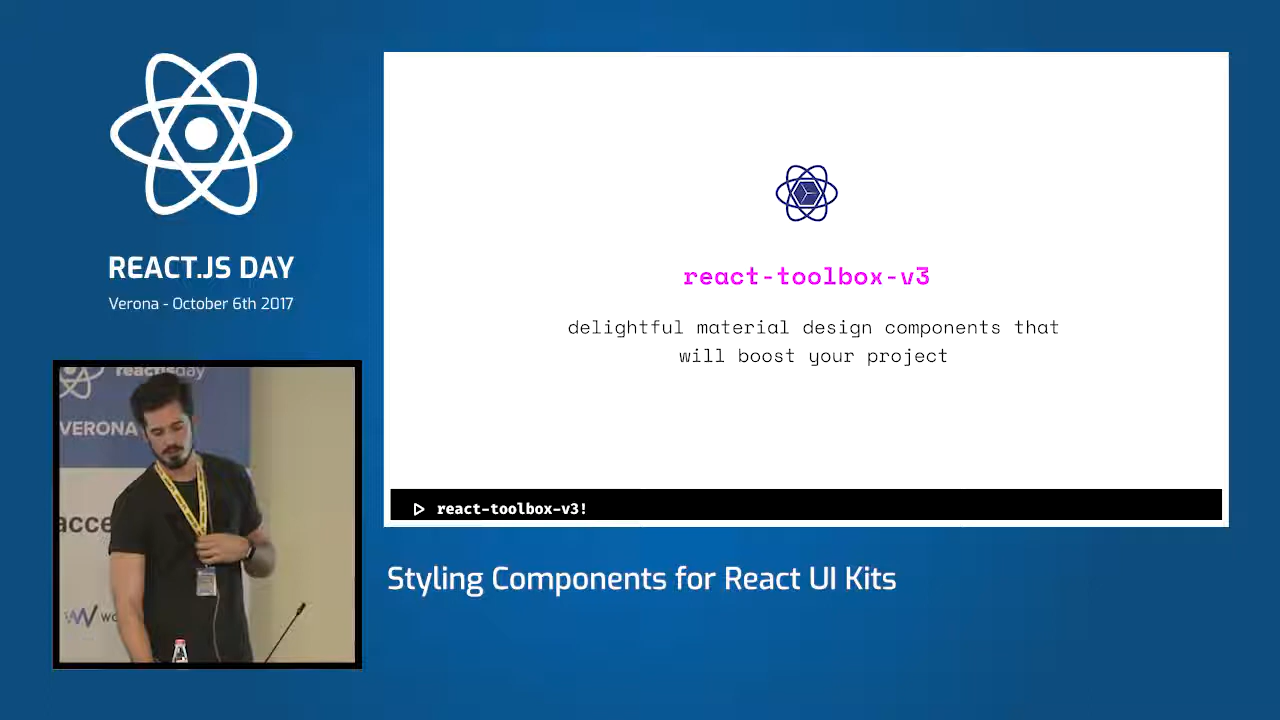 REACT.JS DAY
Verona - October 6th 2017
reactjsday
VERONA
acce
WO
react-toolbox-v3
delightful material design components that
will boost your project
react-toolbox-v3!
Styling Components for React UI Kits